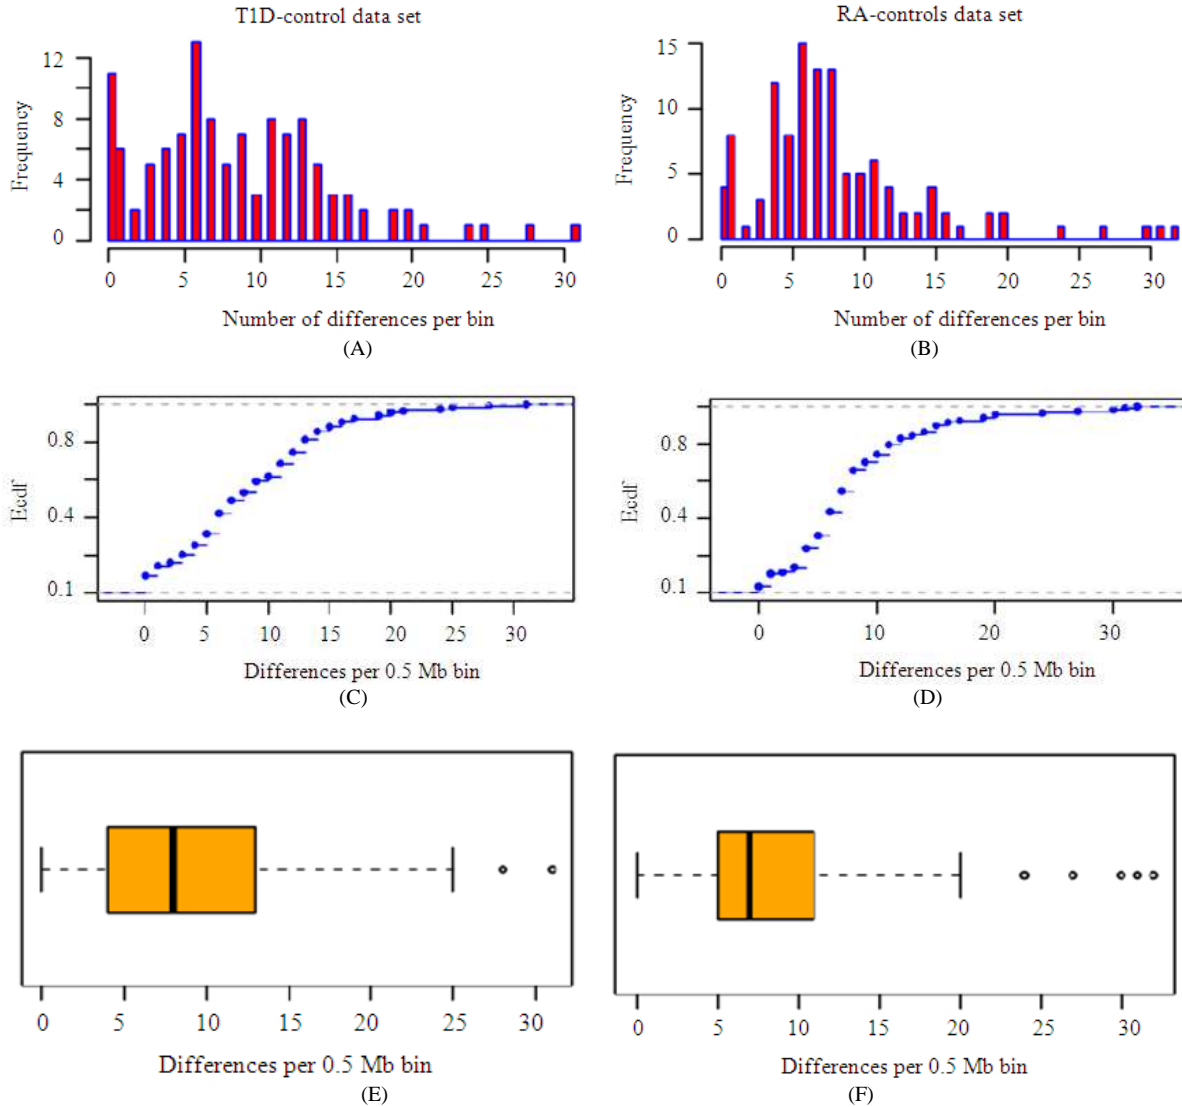 T1D-control data set
RA-controls data set
Frequency
12
8
4
0
0 5 10 15 20 25 30
Number of differences per bin
(A)
Frequency
15
10
5
0
0 5 10 15 20 25 30
Number of differences per bin
(B)
Ecdf
0.8
0.4
0.1
0 5 10 15 20 25 30
Differences per 0.5 Mb bin
(C)
Ecdf
0.8
0.4
0.1
0 10 20 30
Differences per 0.5 Mb bin
(D)
0 5 10 15 20 25 30
Differences per 0.5 Mb bin
(E)
0 5 10 15 20 25 30
Differences per 0.5 Mb bin
(F)